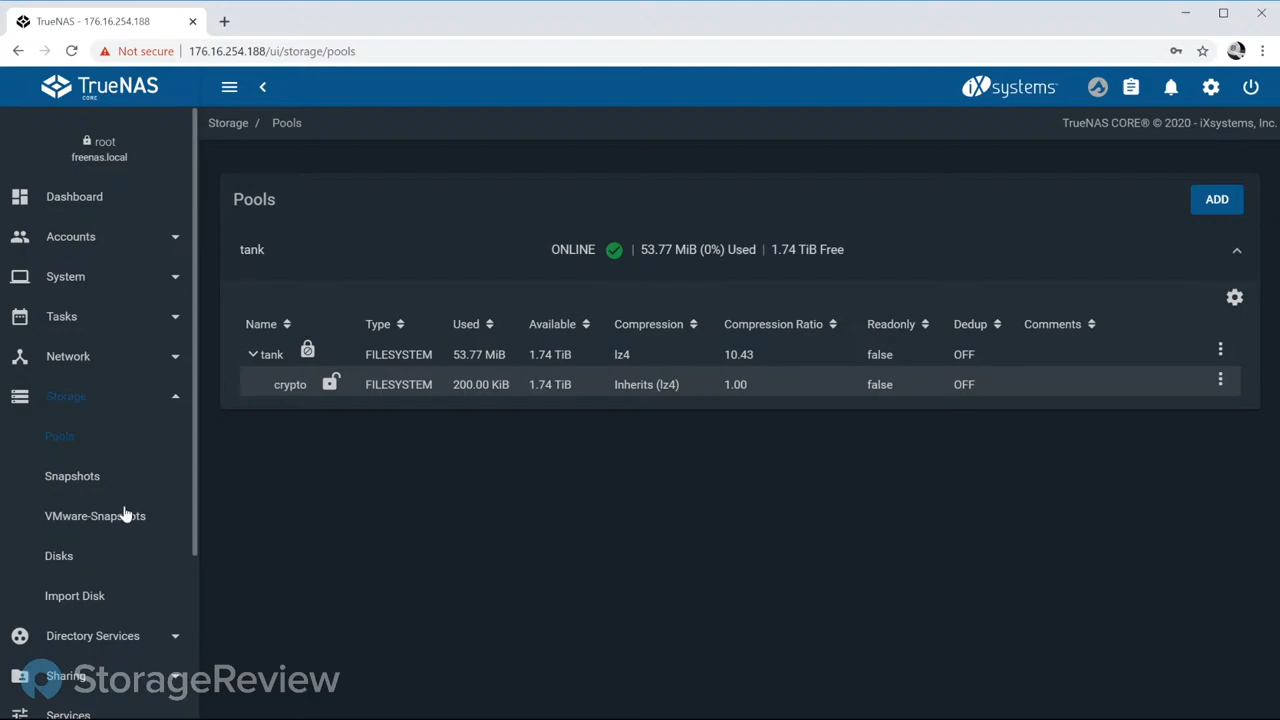 TrueNAS - 176.16.254.188
Not secure 176.16.254.188/ui/storage/pools
TrueNAS
CORE
iXsystems
Storage / Pools
TrueNAS CORE® © 2020 - iXsystems, Inc.
root
freenas.local
Dashboard
Accounts
System
Tasks
Network
Storage
Pools
Snapshots
VMware-Snapshots
Disks
Import Disk
Directory Services
Sharing
Services
Pools
ADD
tank ONLINE | 53.77 MiB (0%) Used | 1.74 TiB Free
Name Type Used Available Compression Compression Ratio Readonly Dedup Comments
tank FILESYSTEM 53.77 MiB 1.74 TiB lz4 10.43 false OFF
crypto FILESYSTEM 200.00 KiB 1.74 TiB Inherits (lz4) 1.00 false OFF
StorageReview